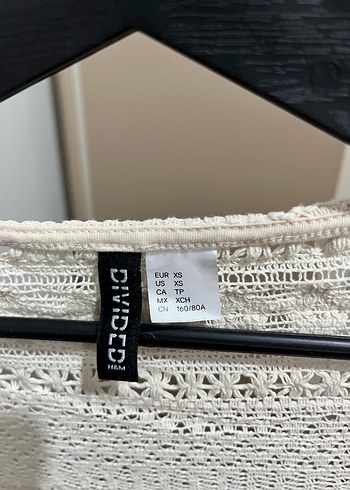 DIVIDED
H&M
EUR XS
US XS
CA TP
MX XCH
CN 160/80A